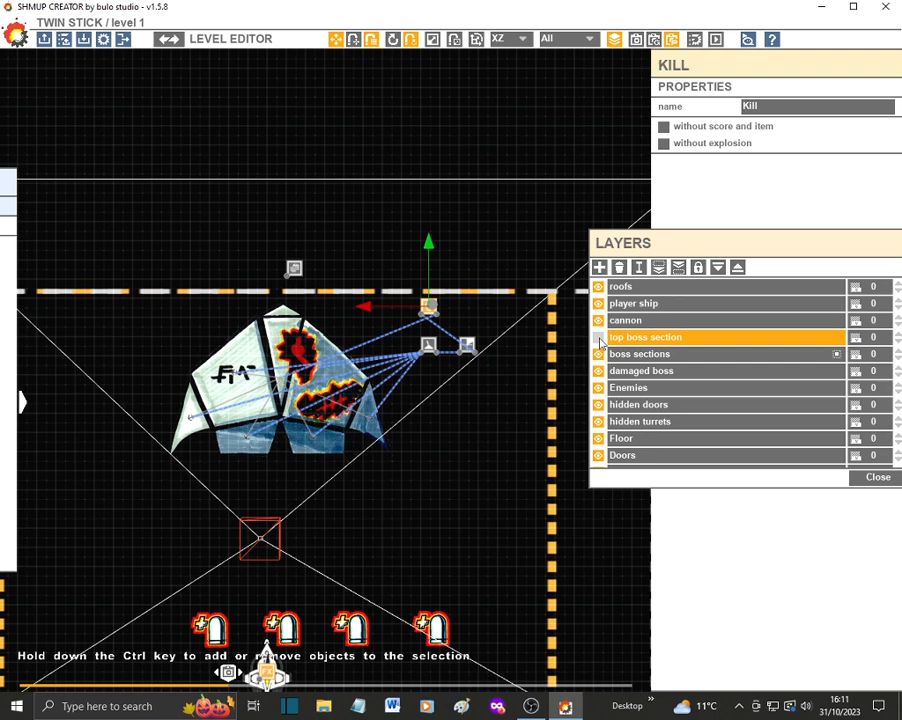 SHMUP CREATOR by bulo studio - v1.5.8
TWIN STICK / level 1
LEVEL EDITOR
XZ
All
KILL
PROPERTIES
name Kill
without score and item
without explosion
LAYERS
roofs 0
player ship 0
cannon 0
top boss section 0
boss sections 0
damaged boss 0
Enemies 0
hidden doors 0
hidden turrets 0
Floor 0
Doors 0
Close
Hold down the Ctrl key to add or remove objects to the selection
Type here to search
Desktop
11°C
16:11
31/10/2023